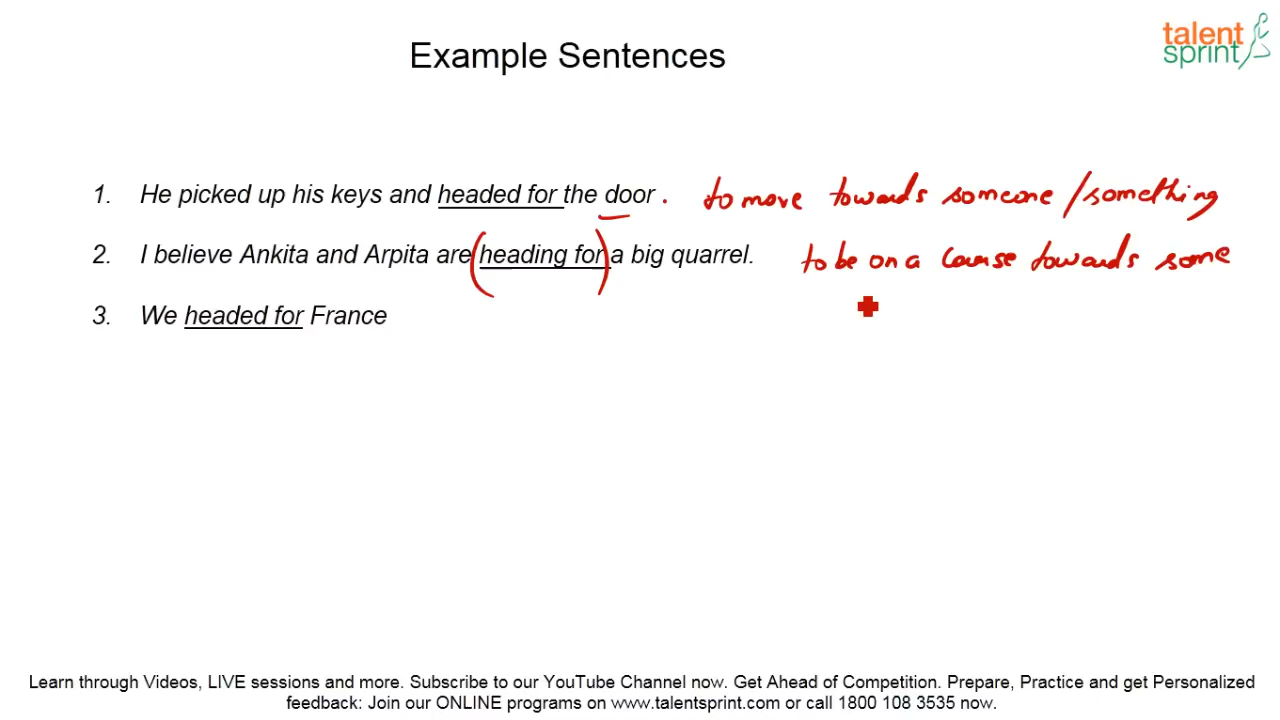 Example Sentences
talent
sprint
1. He picked up his keys and headed for the door . to move towards someone/something
2. I believe Ankita and Arpita are (heading for) a big quarrel. to be on a course towards some
3. We headed for France
Learn through Videos, LIVE sessions and more. Subscribe to our YouTube Channel now. Get Ahead of Competition. Prepare, Practice and get Personalized
feedback: Join our ONLINE programs on www.talentsprint.com or call 1800 108 3535 now.